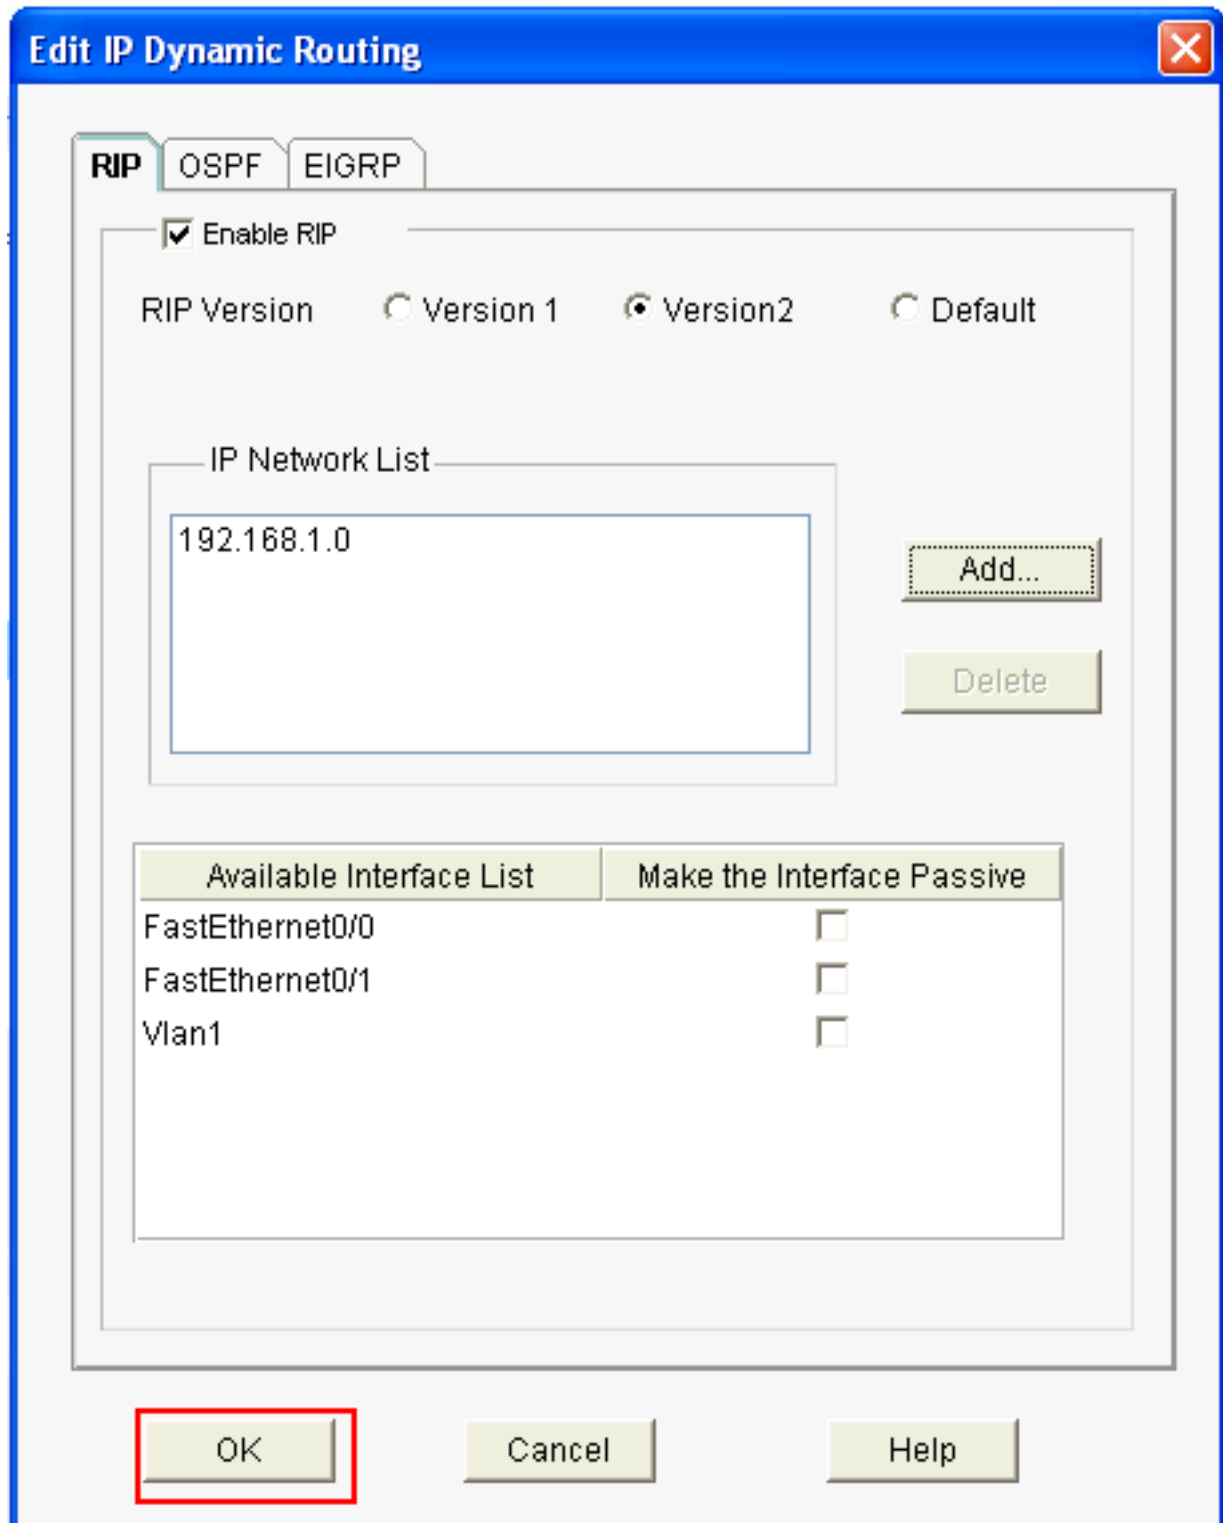 Edit IP Dynamic Routing
RIP OSPF EIGRP
Enable RIP
RIP Version Version 1 Version2 Default
IP Network List
192.168.1.0
Add...
Delete
Available Interface List Make the Interface Passive
FastEthernet0/0
FastEthernet0/1
Vlan1
OK Cancel Help